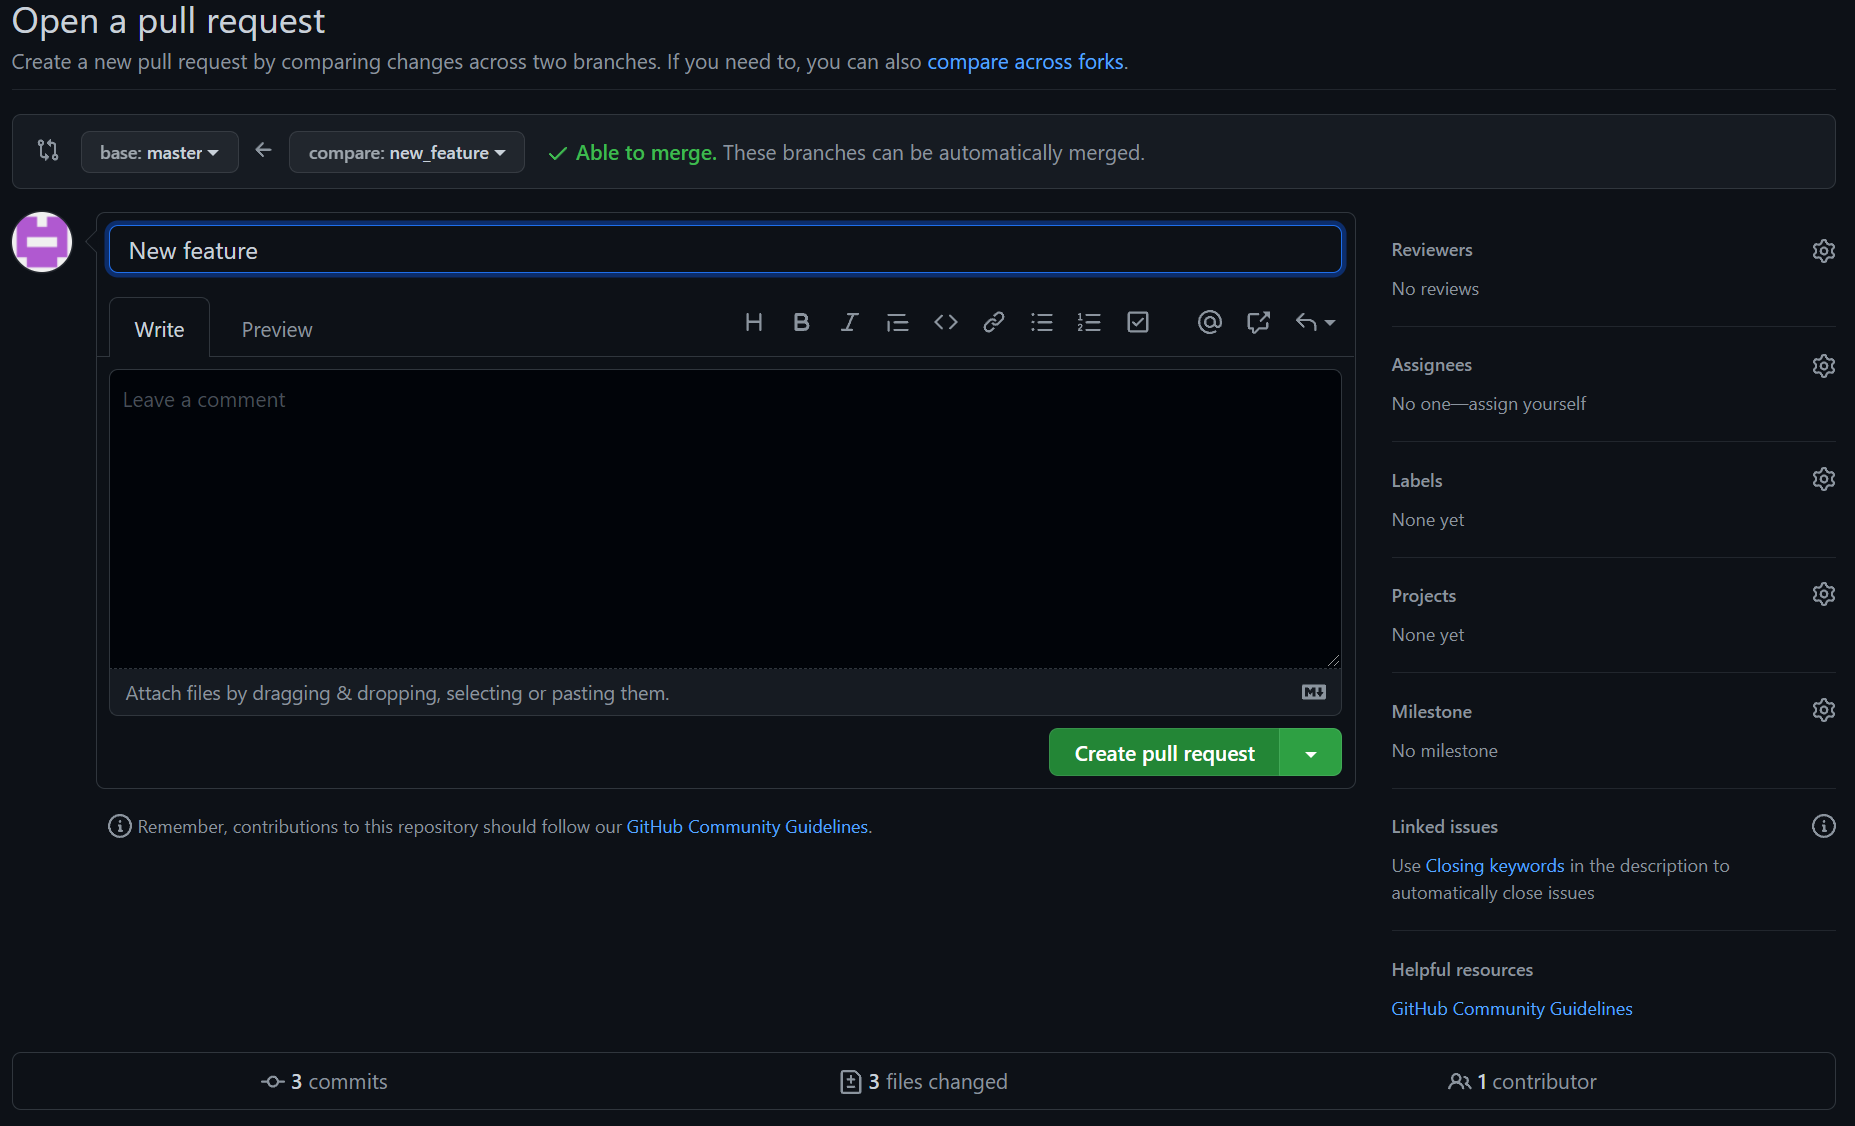 Open a pull request
Create a new pull request by comparing changes across two branches. If you need to, you can also compare across forks.
base: master
compare: new_feature
Able to merge. These branches can be automatically merged.
New feature
Write
Preview
Leave a comment
Attach files by dragging & dropping, selecting or pasting them.
Create pull request
Remember, contributions to this repository should follow our GitHub Community Guidelines.
Reviewers
No reviews
Assignees
No one—assign yourself
Labels
None yet
Projects
None yet
Milestone
No milestone
Linked issues
Use Closing keywords in the description to
automatically close issues
Helpful resources
GitHub Community Guidelines
3 commits
3 files changed
1 contributor